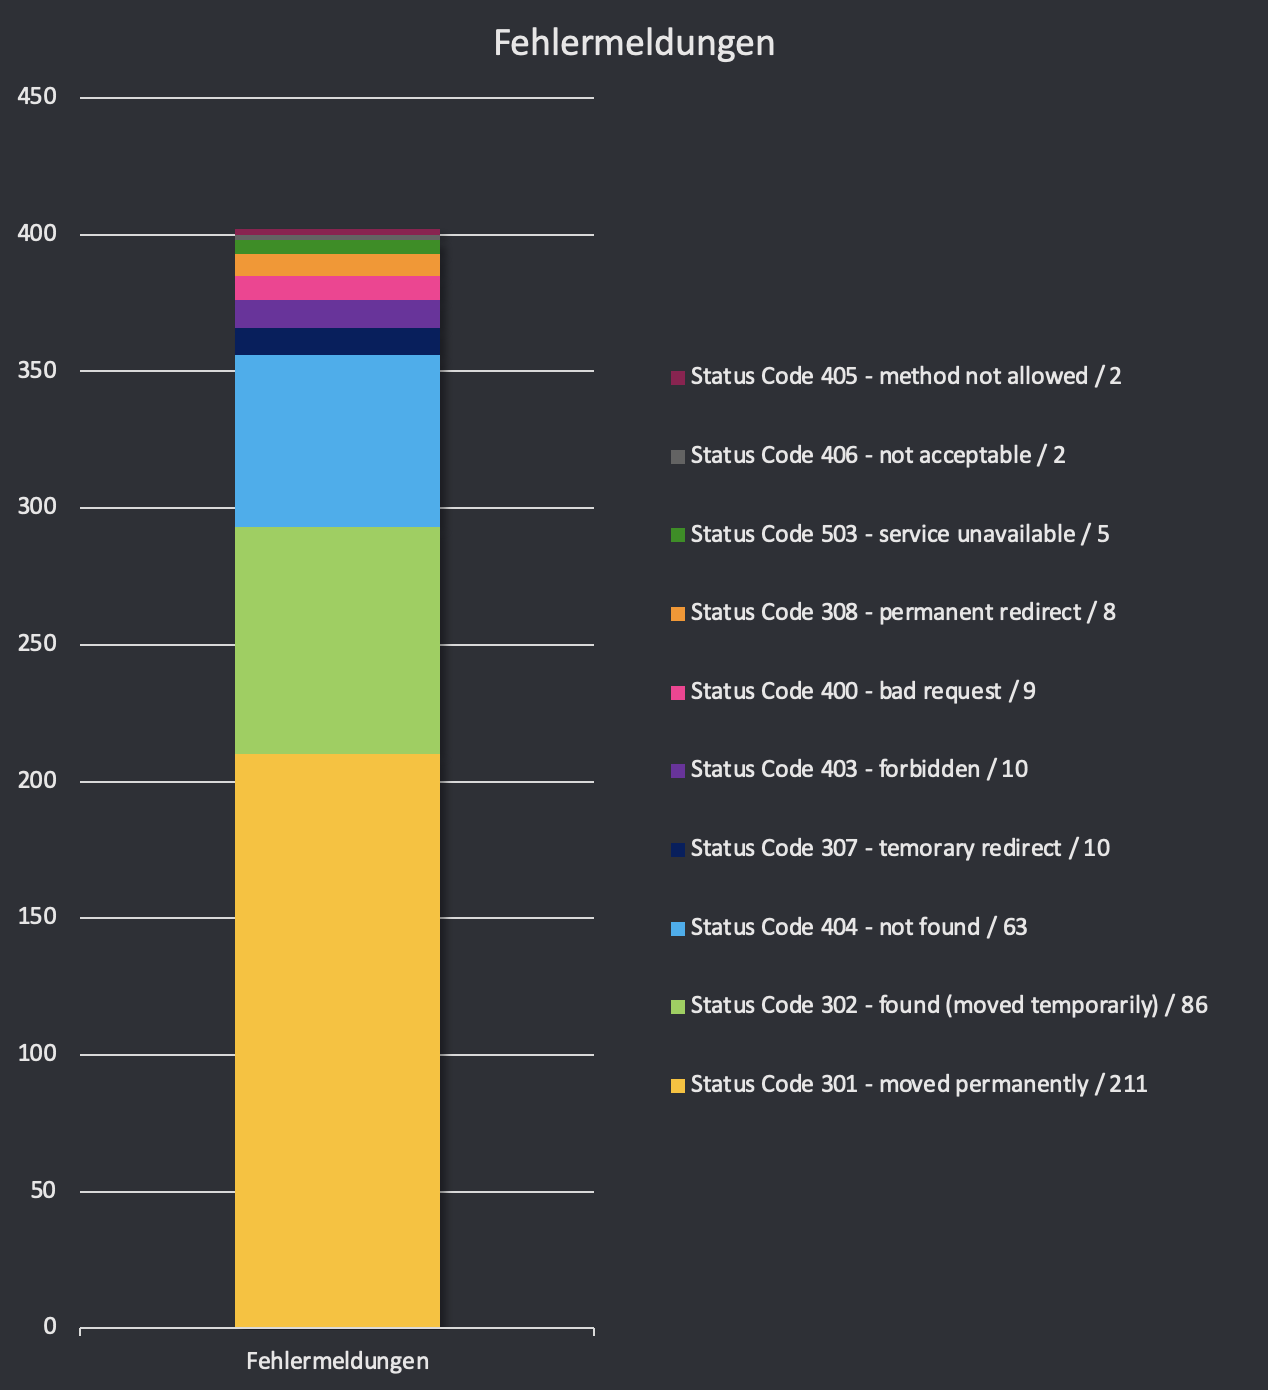 Fehlermeldungen
450
400
350
300
250
200
150
100
50
0
Fehlermeldungen
Status Code 405 - method not allowed / 2
Status Code 406 - not acceptable / 2
Status Code 503 - service unavailable / 5
Status Code 308 - permanent redirect / 8
Status Code 400 - bad request / 9
Status Code 403 - forbidden / 10
Status Code 307 - temorary redirect / 10
Status Code 404 - not found / 63
Status Code 302 - found (moved temporarily) / 86
Status Code 301 - moved permanently / 211